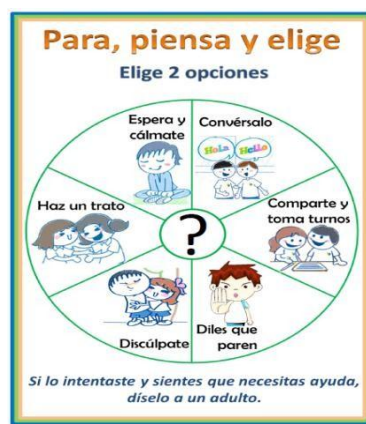 Para, piensa y elige
Elige 2 opciones
Espera y
cálmate
Convérsalo
Hola
Hello
Haz un trato
Comparte y
toma turnos
?
Discúlpate
Diles que
paren
Si lo intentaste y sientes que necesitas ayuda,
díselo a un adulto.